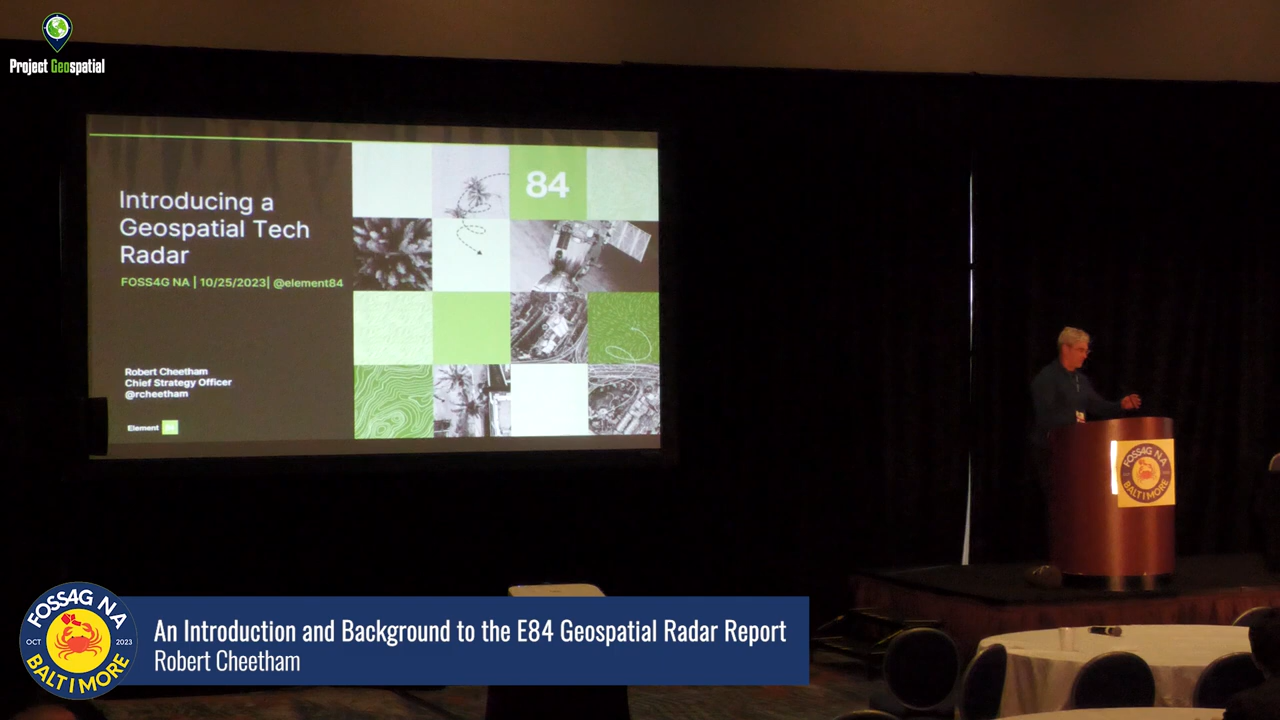 Project Geospatial
Introducing a
Geospatial Tech
Radar
FOSS4G NA | 10/25/2023| @element84
84
Robert Cheetham
Chief Strategy Officer
@rcheetham
Element
FOSS4G NA
BALTIMORE
FOSS4G NA
OCT 2023
BALTIMORE
An Introduction and Background to the E84 Geospatial Radar Report
Robert Cheetham